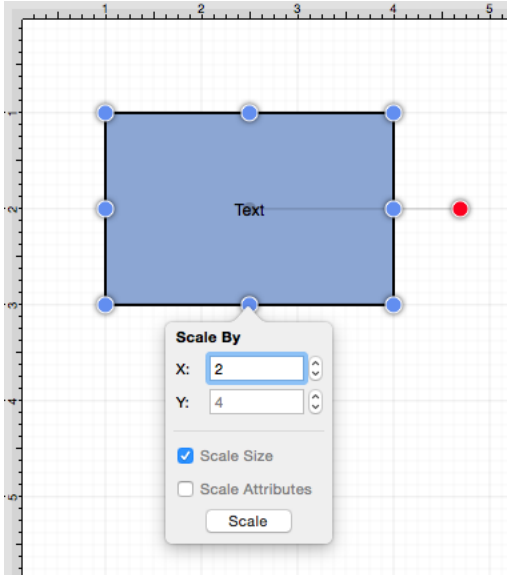 1 2 3 4 5
1
2
3
4
5
Text
Scale By
X: 2
Y: 4
Scale Size
Scale Attributes
Scale